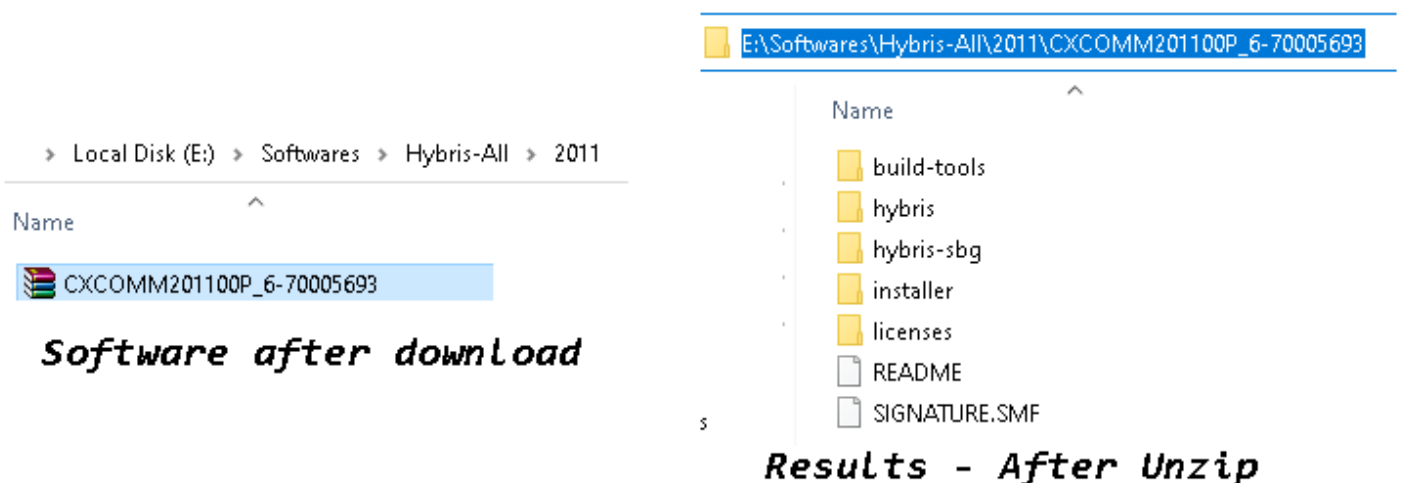 > Local Disk (E:) > Softwares > Hybris-All > 2011
Name
CXCOMM201100P_6-70005693
Software after download
E:\Softwares\Hybris-All\2011\CXCOMM201100P_6-70005693
Name
build-tools
hybris
hybris-sbg
installer
licenses
README
SIGNATURE.SMF
s
Results - After Unzip